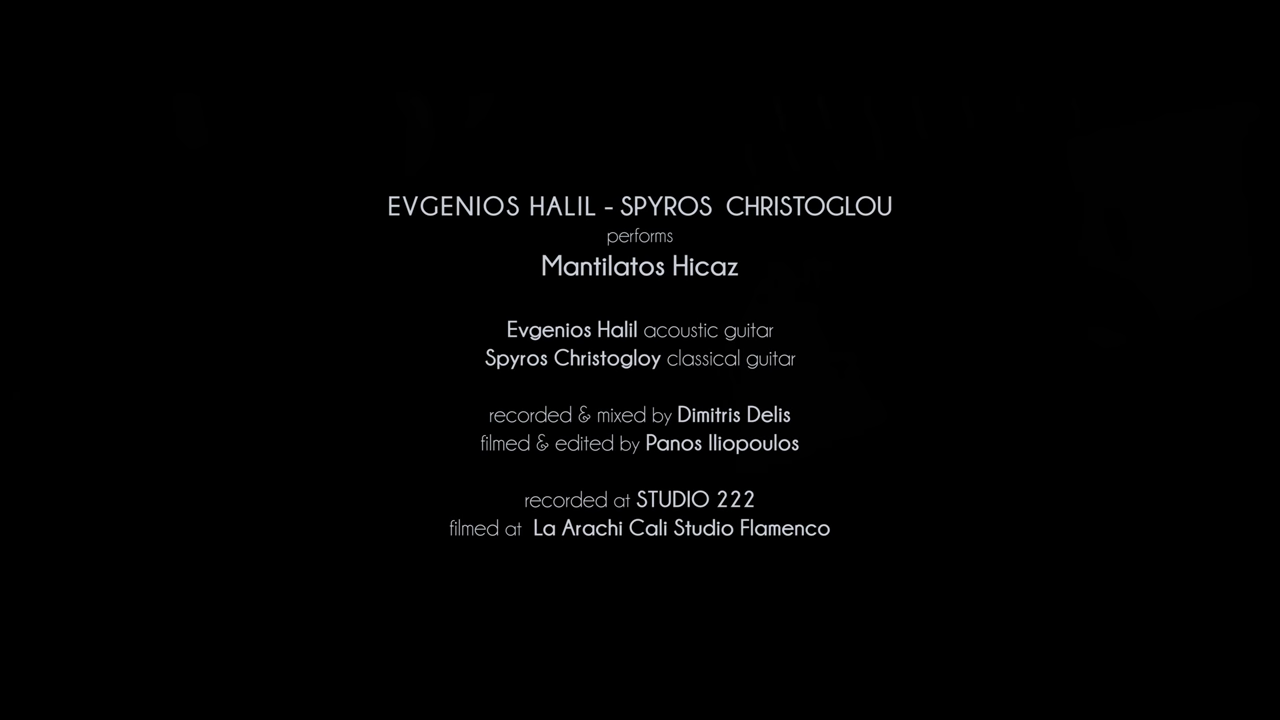 EVGENIOS HALIL - SPYROS CHRISTOGLOU
performs
Mantilatos Hicaz
Evgenios Halil acoustic guitar
Spyros Christogloy classical guitar
recorded & mixed by Dimitris Delis
filmed & edited by Panos Iliopoulos
recorded at STUDIO 222
filmed at La Arachi Cali Studio Flamenco